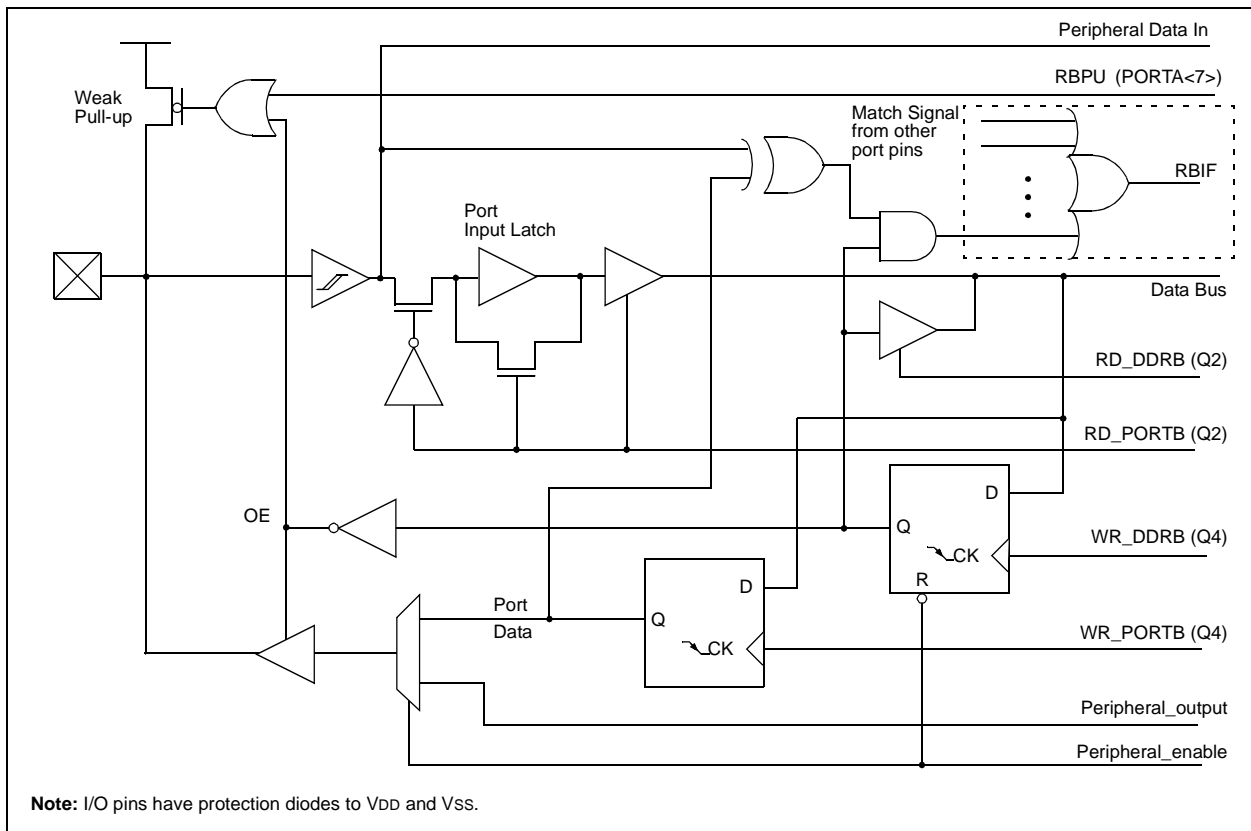 Peripheral Data In
RBPU (PORTA<7>)
Weak
Pull-up
Match Signal
from other
port pins
RBIF
Port
Input Latch
Data Bus
RD_DDRB (Q2)
RD_PORTB (Q2)
D
OE
Q
CK
WR_DDRB (Q4)
R
D
Port
Data
Q
CK
WR_PORTB (Q4)
Peripheral_output
Peripheral_enable
Note: I/O pins have protection diodes to VDD and VSS.